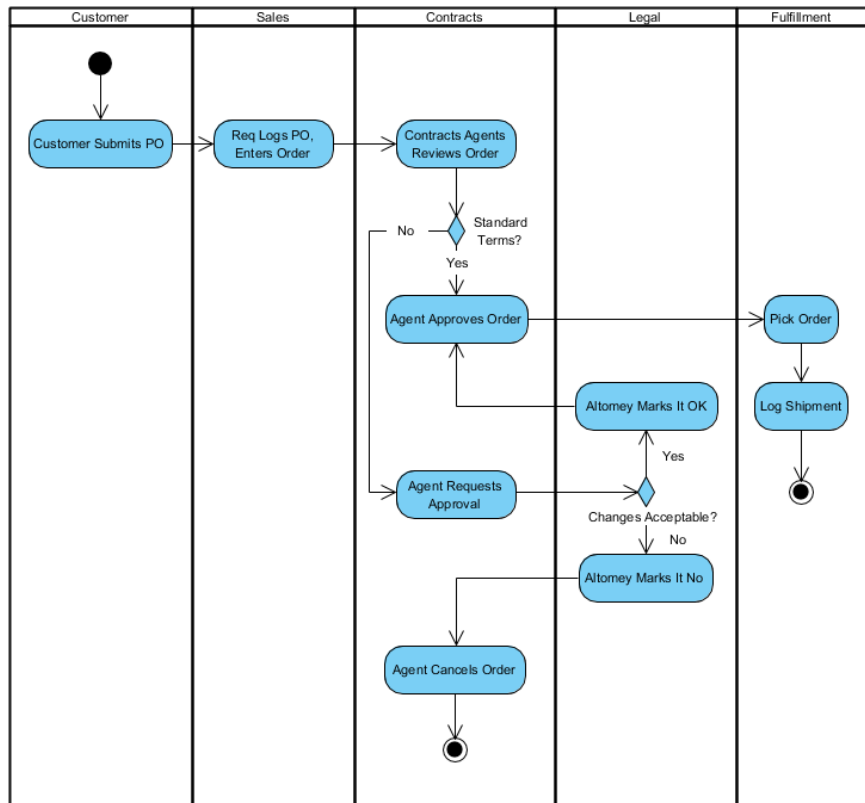 Customer
Sales
Contracts
Legal
Fulfillment
Customer Submits PO
Req Logs PO,
Enters Order
Contracts Agents
Reviews Order
No
Standard
Terms?
Yes
Agent Approves Order
Pick Order
Altomey Marks It OK
Log Shipment
Yes
Agent Requests
Approval
Changes Acceptable?
No
Altomey Marks It No
Agent Cancels Order